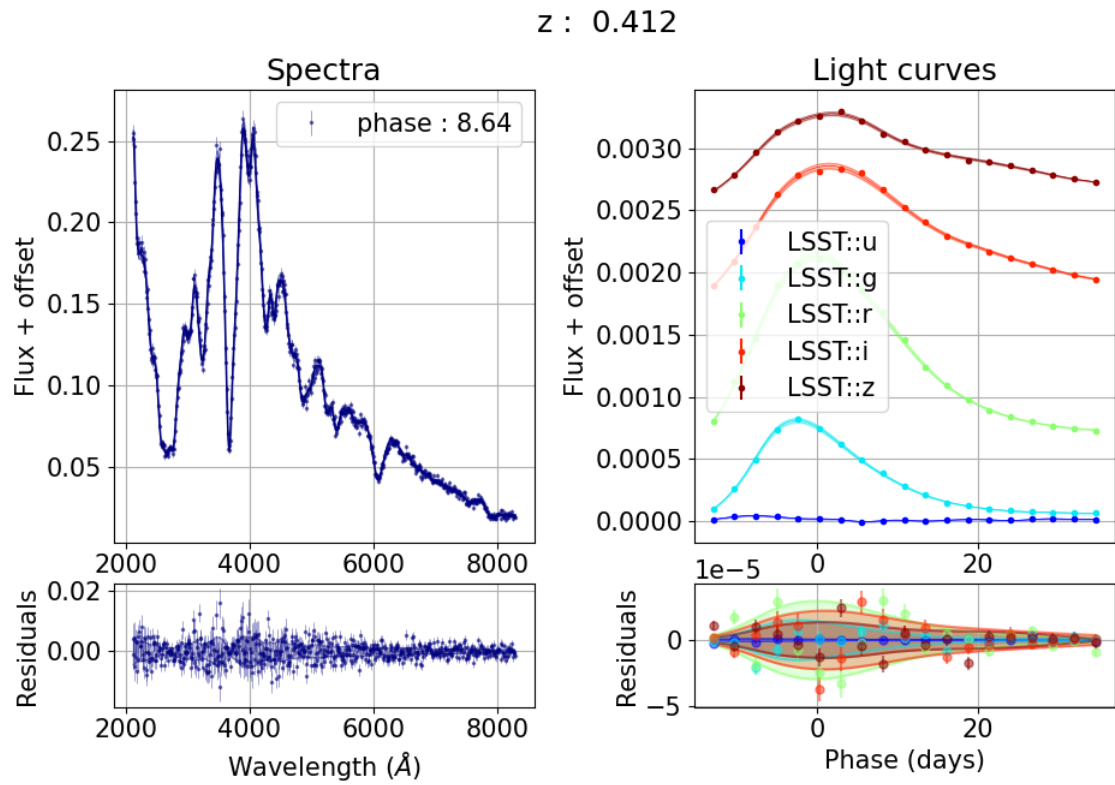 z : 0.412
Spectra
phase : 8.64
Flux + offset
0.25
0.20
0.15
0.10
0.05
2000 4000 6000 8000
Residuals
0.02
0.00
2000 4000 6000 8000
Wavelength (Å)
Light curves
Flux + offset
0.0030
0.0025
0.0020
0.0015
0.0010
0.0005
0.0000
LSST::u
LSST::g
LSST::r
LSST::i
LSST::z
0 20
1e-5
Residuals
0
−5
0 20
Phase (days)